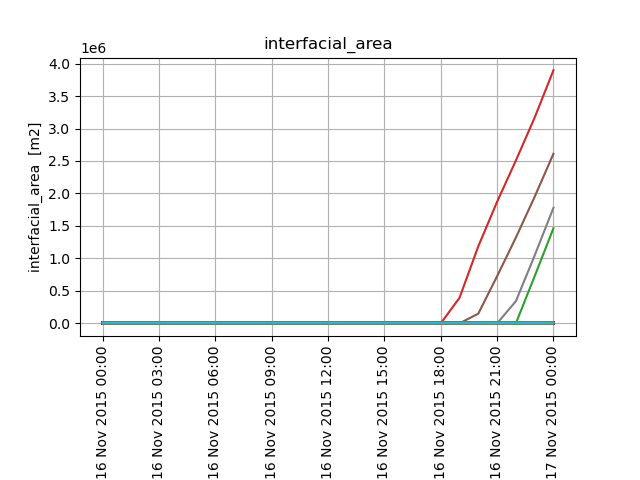 interfacial_area
1e6
4.0
3.5
3.0
2.5
2.0
1.5
1.0
0.5
0.0
interfacial_area  [m2]
16 Nov 2015 00:00
16 Nov 2015 03:00
16 Nov 2015 06:00
16 Nov 2015 09:00
16 Nov 2015 12:00
16 Nov 2015 15:00
16 Nov 2015 18:00
16 Nov 2015 21:00
17 Nov 2015 00:00